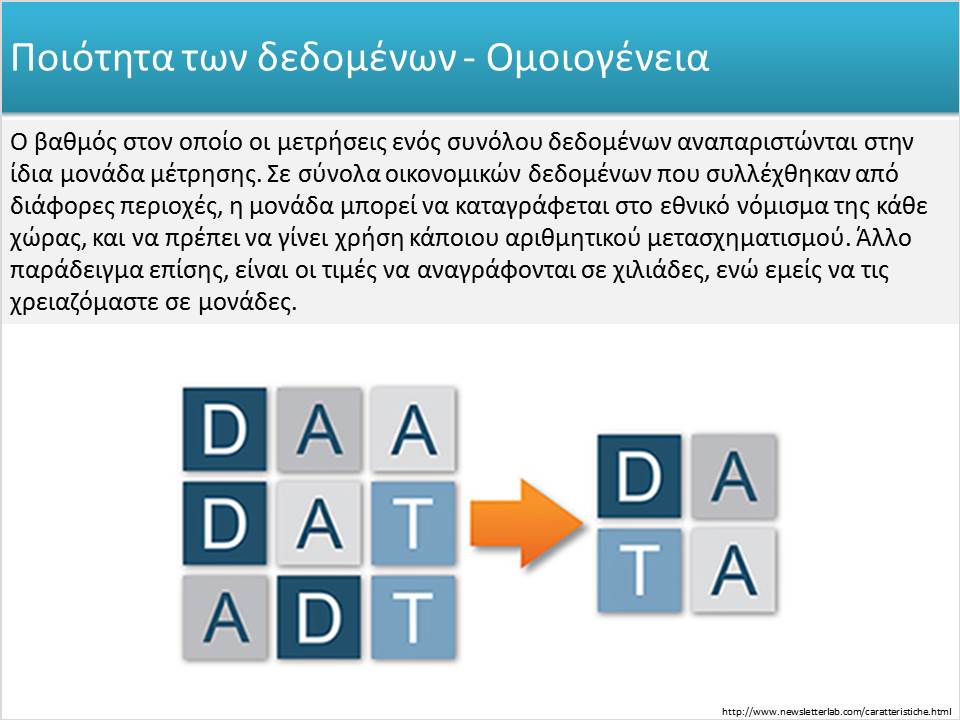 Ποιότητα των δεδομένων - Ομοιογένεια
Ο βαθμός στον οποίο οι μετρήσεις ενός συνόλου δεδομένων αναπαριστώνται στην
ίδια μονάδα μέτρησης. Σε σύνολα οικονομικών δεδομένων που συλλέχθηκαν από
διάφορες περιοχές, η μονάδα μπορεί να καταγράφεται στο εθνικό νόμισμα της κάθε
χώρας, και να πρέπει να γίνει χρήση κάποιου αριθμητικού μετασχηματισμού. Άλλο
παράδειγμα επίσης, είναι οι τιμές να αναγράφονται σε χιλιάδες, ενώ εμείς να τις
χρειαζόμαστε σε μονάδες.
D A A
D A T
A D T
D A
T A
http://www.newsletterlab.com/caratteristiche.html